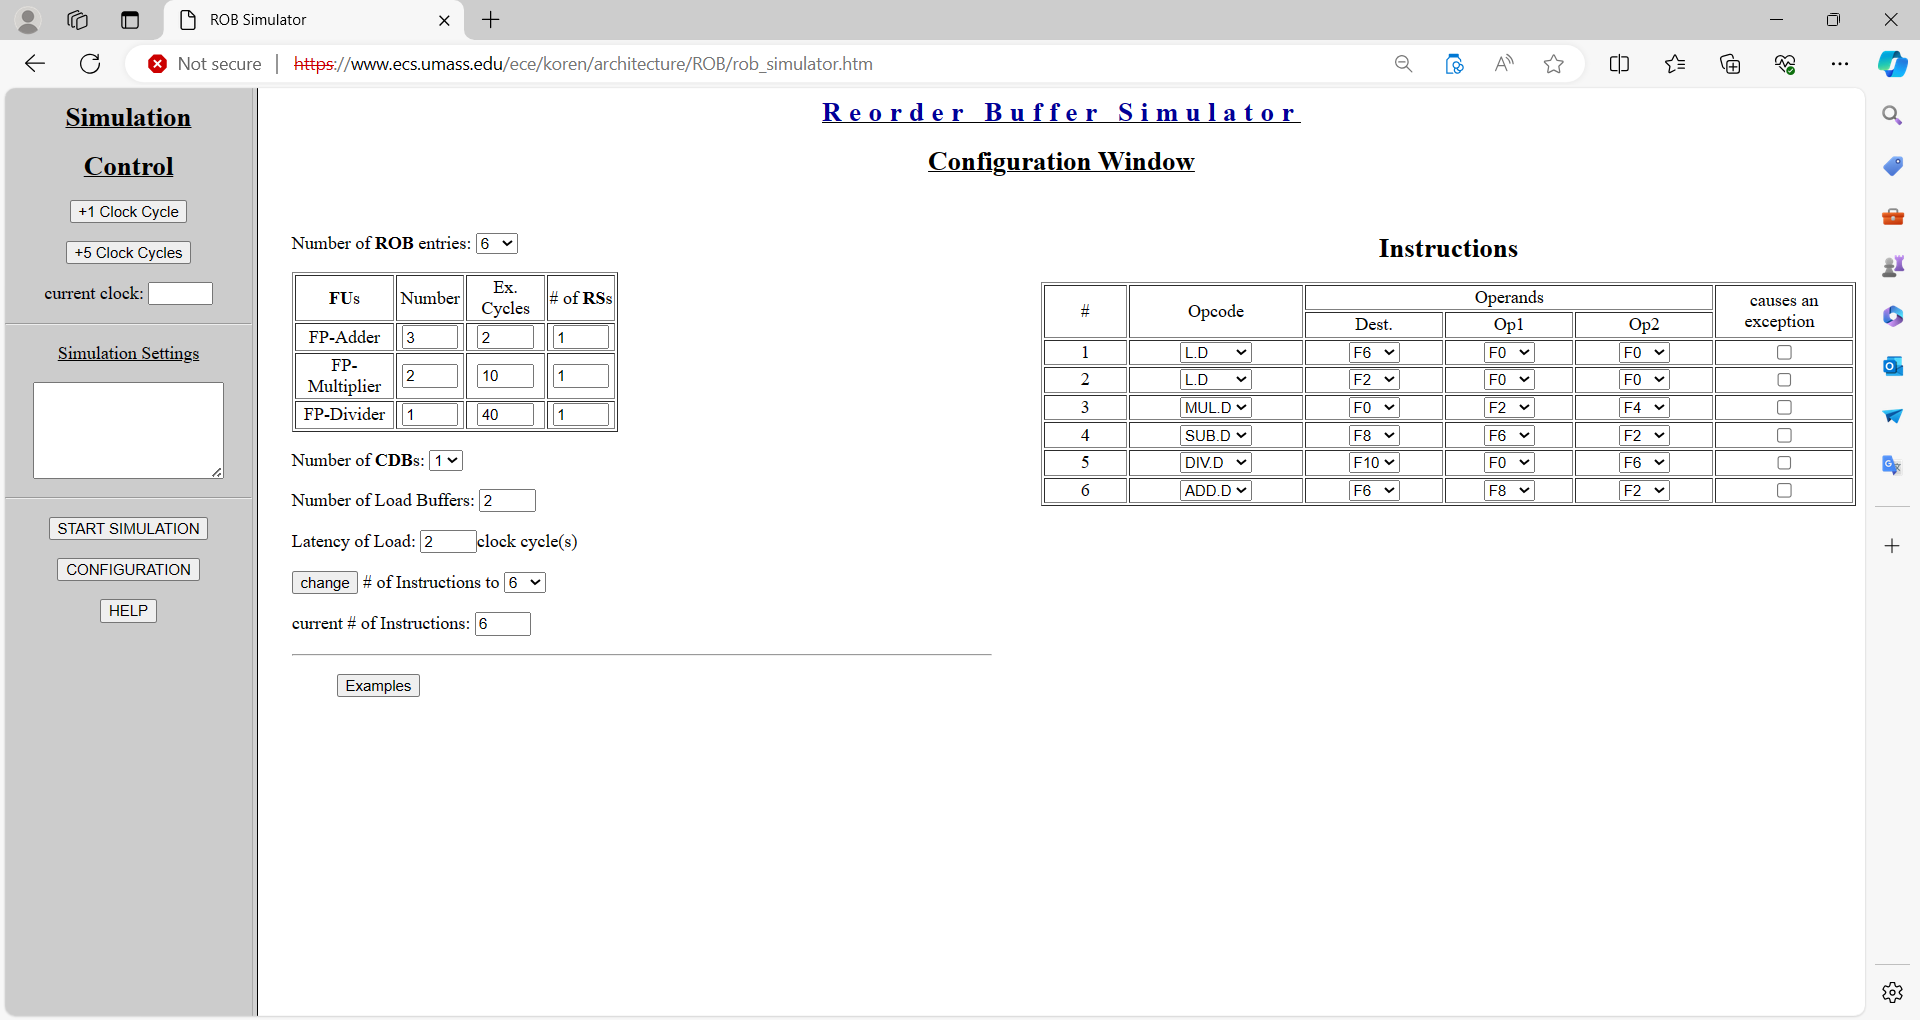 ROB Simulator
Not secure
https://www.ecs.umass.edu/ece/koren/architecture/ROB/rob_simulator.htm
Simulation
Control
+1 Clock Cycle
+5 Clock Cycles
current clock:
Simulation Settings
START SIMULATION
CONFIGURATION
HELP
Reorder Buffer Simulator
Configuration Window
Number of ROB entries: 6
FUs Number Ex. Cycles # of RSs
FP-Adder 3 2 1
FP-Multiplier 2 10 1
FP-Divider 1 40 1
Number of CDBs: 1
Number of Load Buffers: 2
Latency of Load: 2 clock cycle(s)
change # of Instructions to 6
current # of Instructions: 6
Examples
Instructions
# Opcode Operands causes an exception
Dest. Op1 Op2
1 L.D F6 F0 F0
2 L.D F2 F0 F0
3 MUL.D F0 F2 F4
4 SUB.D F8 F6 F2
5 DIV.D F10 F0 F6
6 ADD.D F6 F8 F2